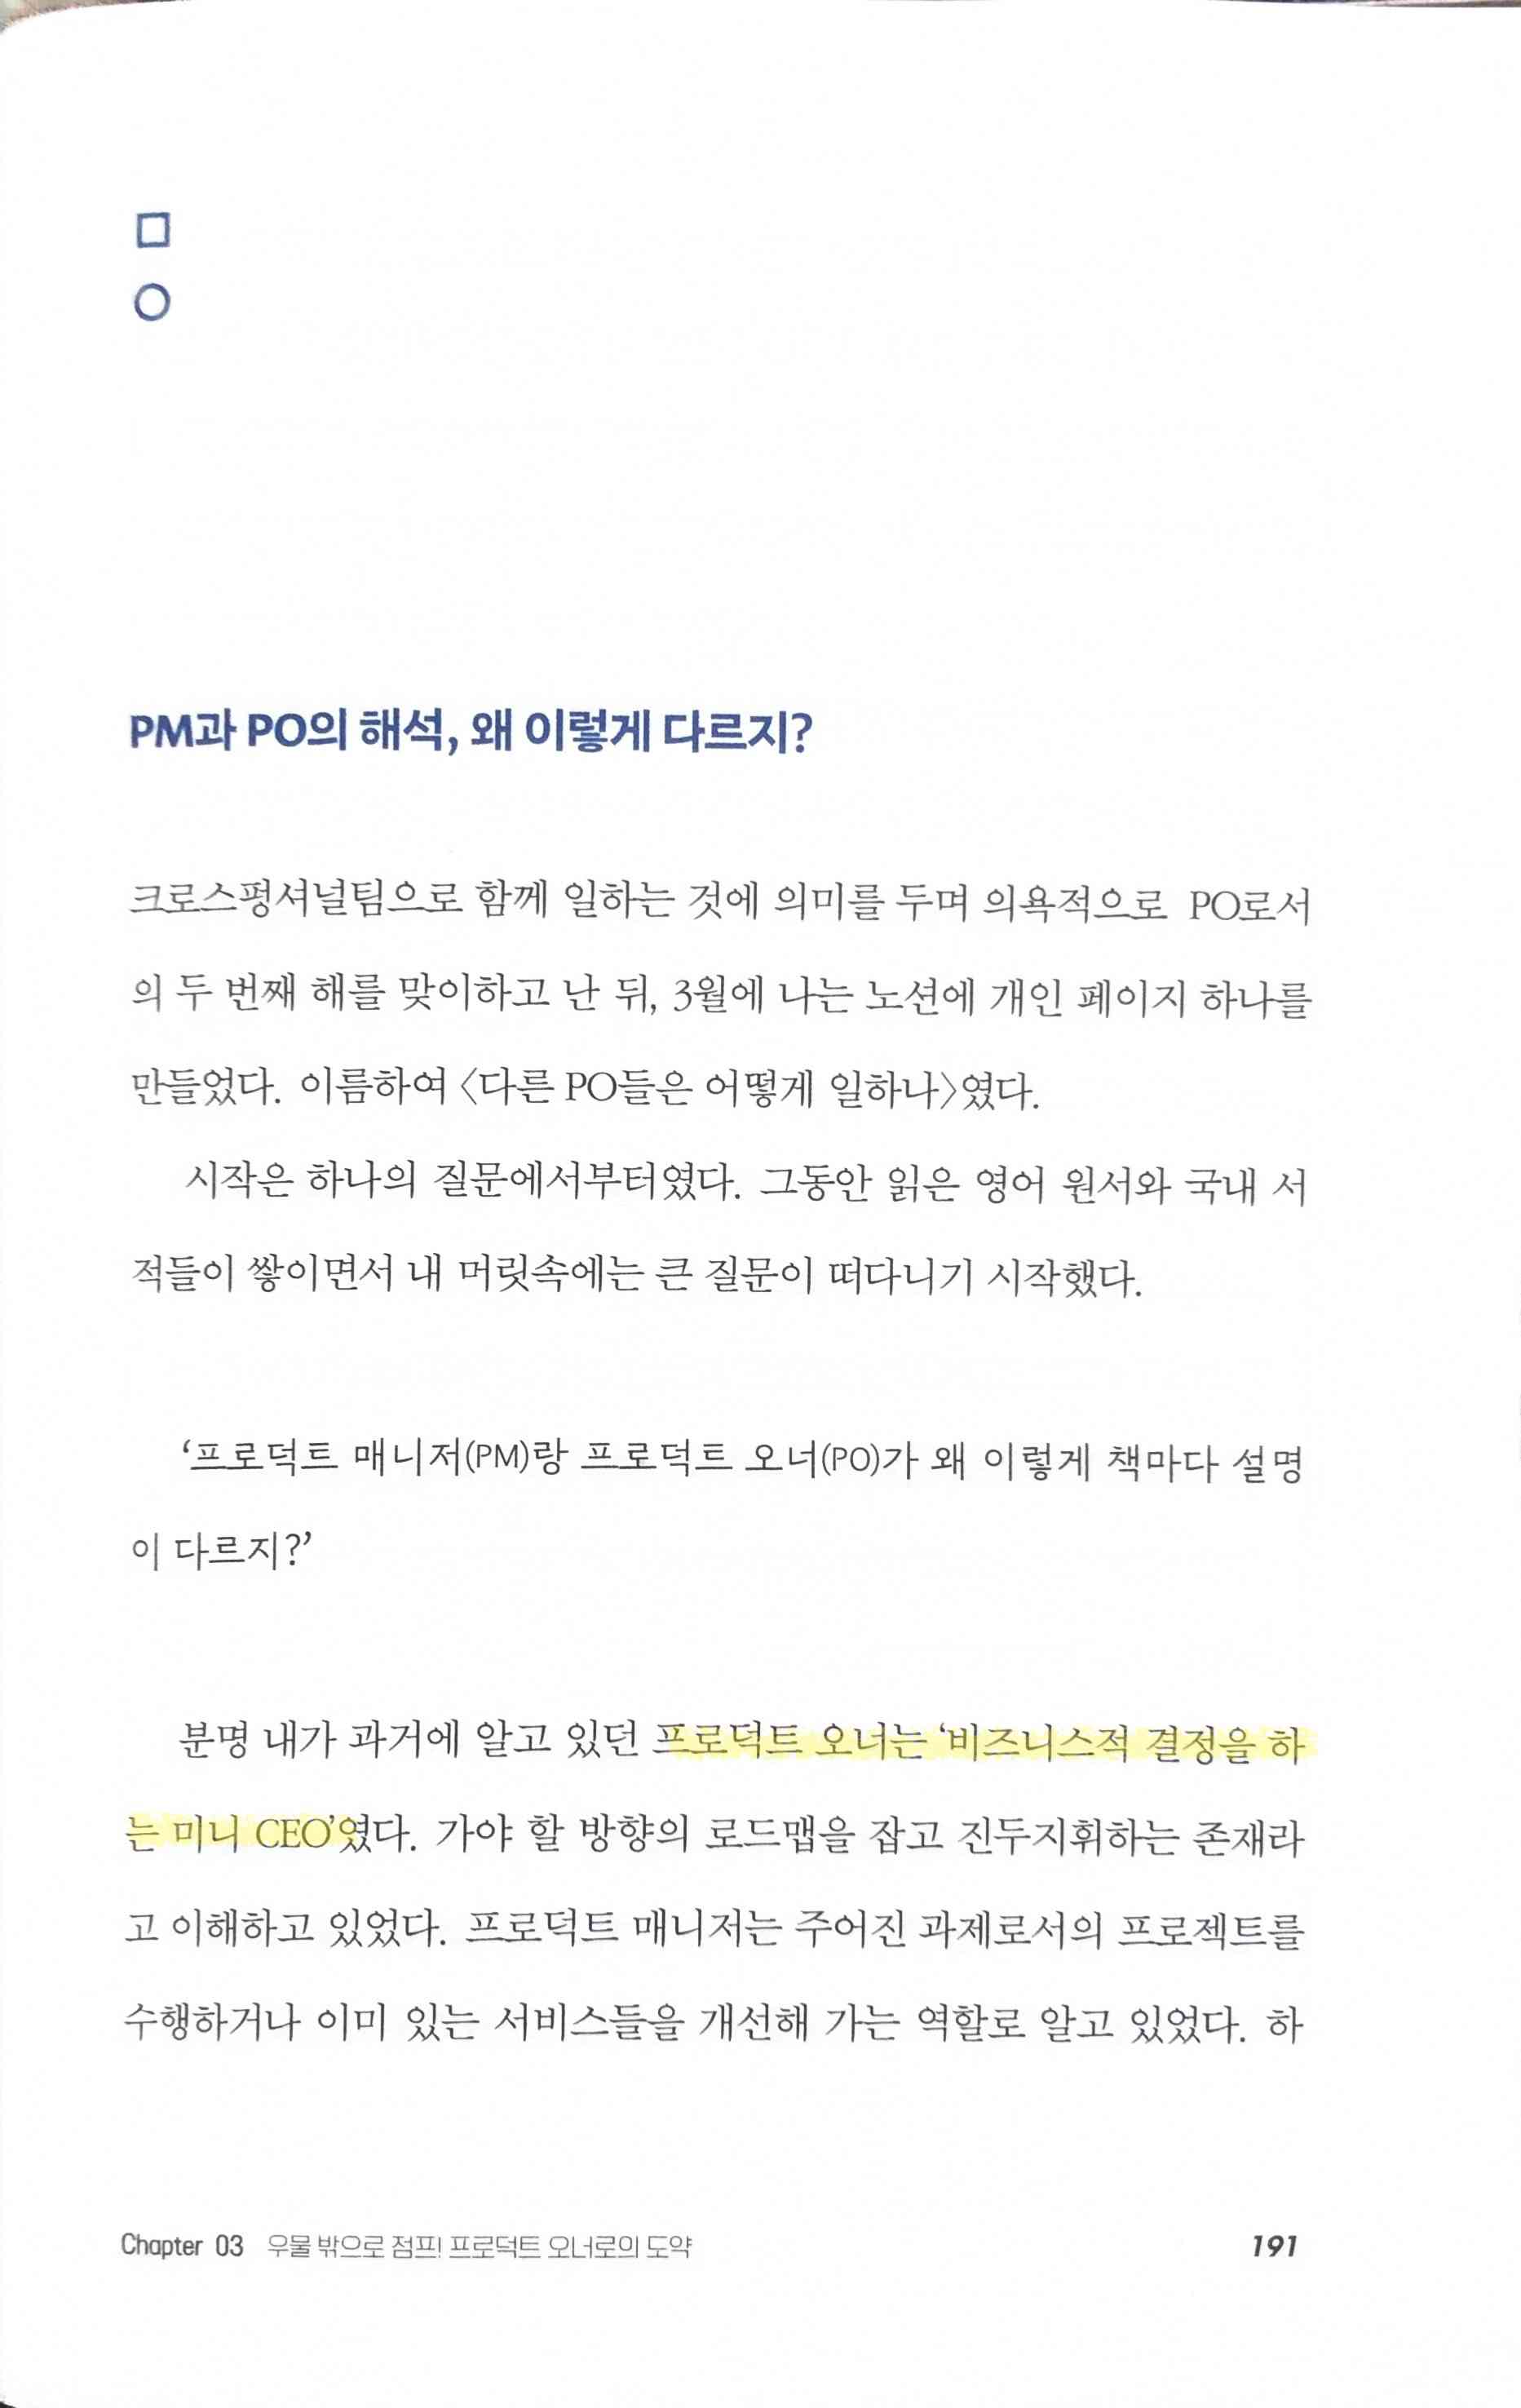 PM과 PO의 해석, 왜 이렇게 다르지?
크로스펑셔널팀으로 함께 일하는 것에 의미를 두며 의욕적으로 PO로서
의 두 번째 해를 맞이하고 난 뒤, 3월에 나는 노션에 개인 페이지 하나를
만들었다. 이름하여 〈다른 PO들은 어떻게 일하나〉였다.
시작은 하나의 질문에서부터였다. 그동안 읽은 영어 원서와 국내 서
적들이 쌓이면서 내 머릿속에는 큰 질문이 떠다니기 시작했다.
‘프로덕트 매니저(PM)랑 프로덕트 오너(PO)가 왜 이렇게 책마다 설명
이 다르지?’
분명 내가 과거에 알고 있던 프로덕트 오너는 ‘비즈니스적 결정을 하
는 미니 CEO’였다. 가야 할 방향의 로드맵을 잡고 진두지휘하는 존재라
고 이해하고 있었다. 프로덕트 매니저는 주어진 과제로서의 프로젝트를
수행하거나 이미 있는 서비스들을 개선해 가는 역할로 알고 있었다. 하
Chapter 03 우물 밖으로 점프! 프로덕트 오너로의 도약 191